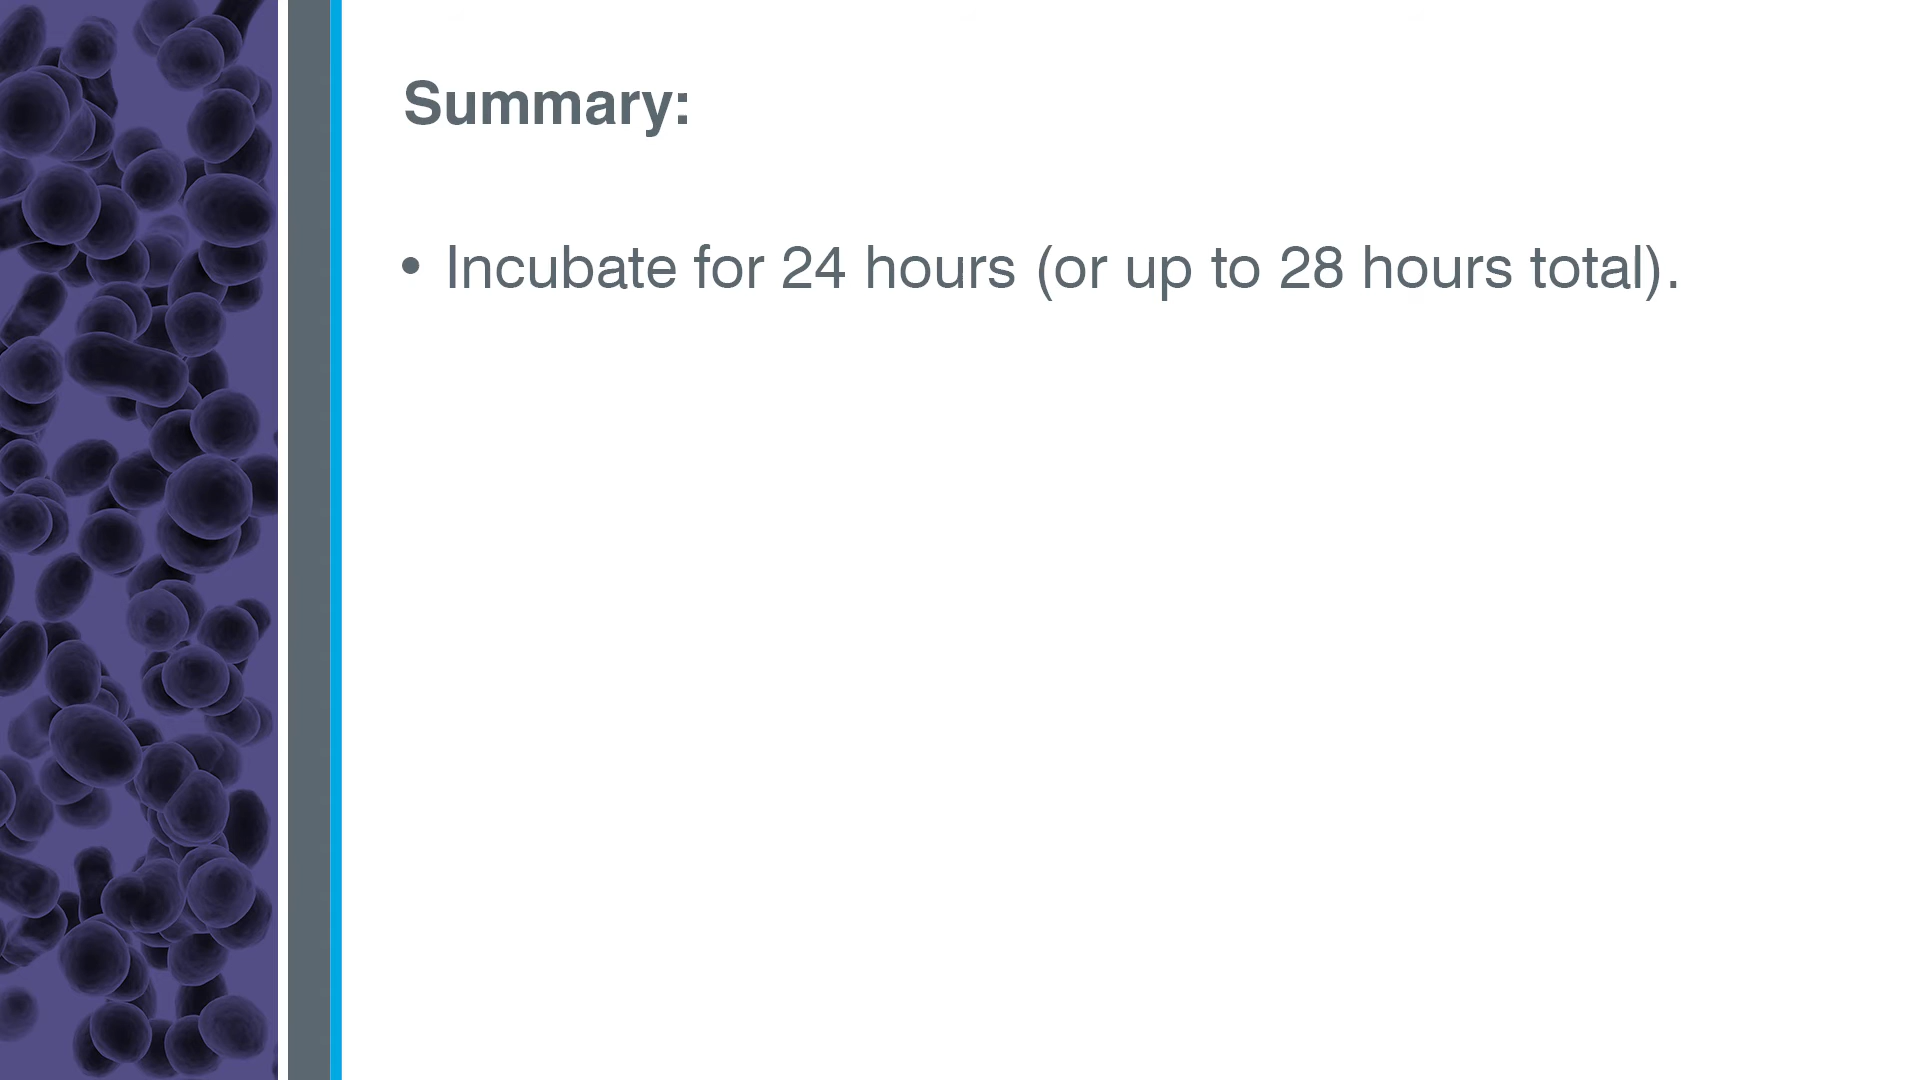 Summary:
• Incubate for 24 hours (or up to 28 hours total).